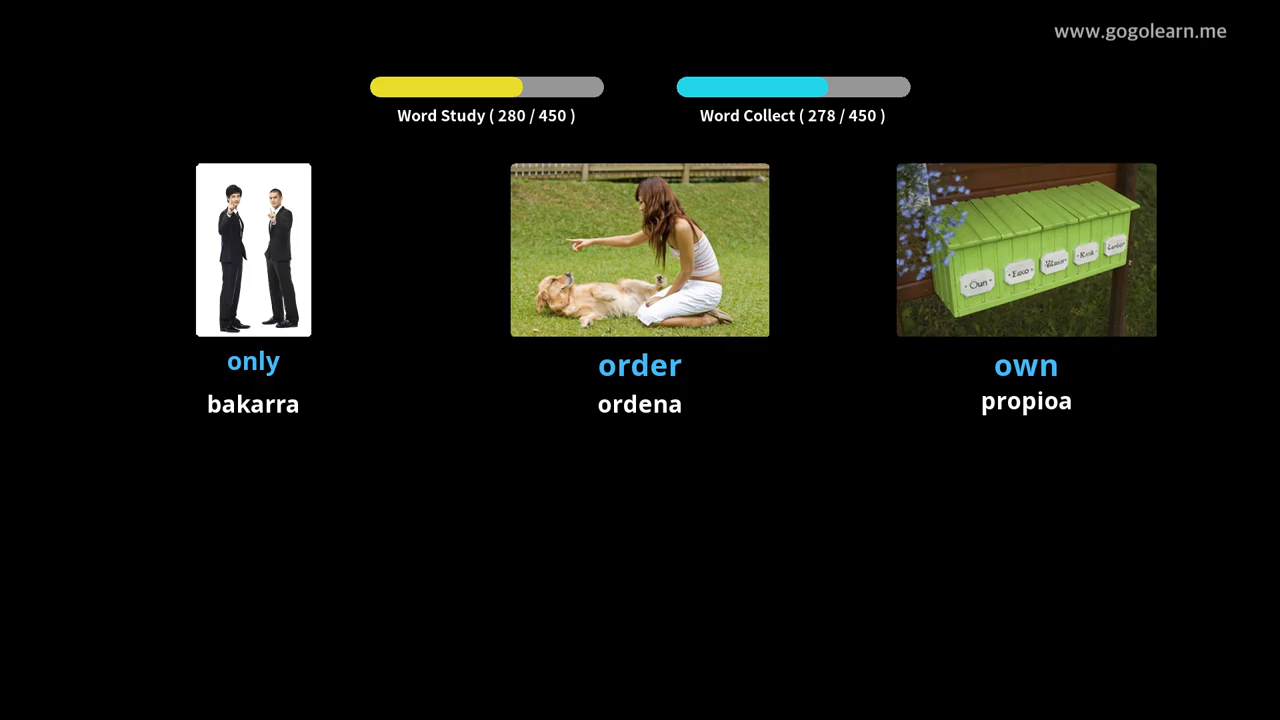 www.gogolearn.me
Word Study ( 280 / 450 )
Word Collect ( 278 / 450 )
only
order
own
bakarra
ordena
propioa